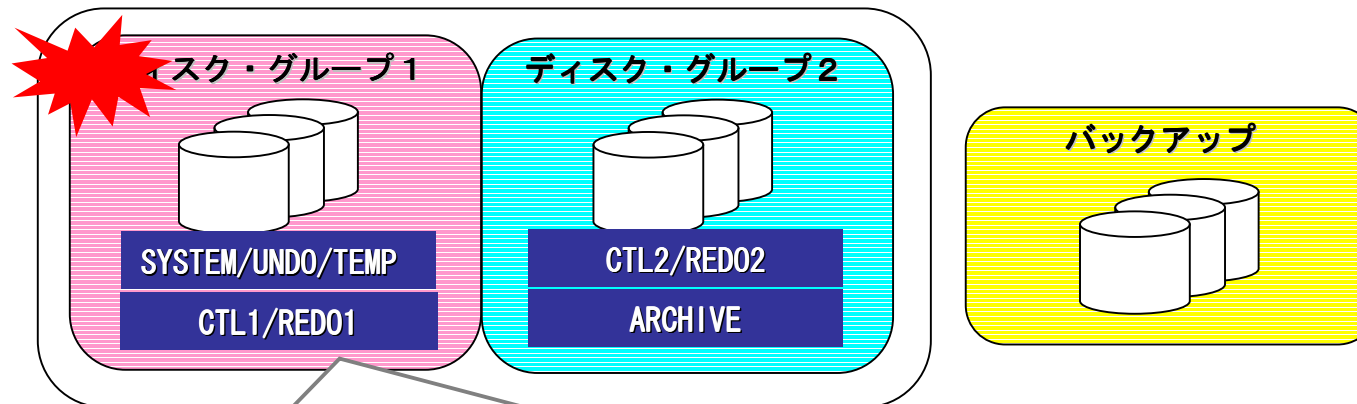 ィスク・グループ１
SYSTEM/UNDO/TEMP
CTL1/REDO1
ディスク・グループ２
CTL2/REDO2
ARCHIVE
バックアップ